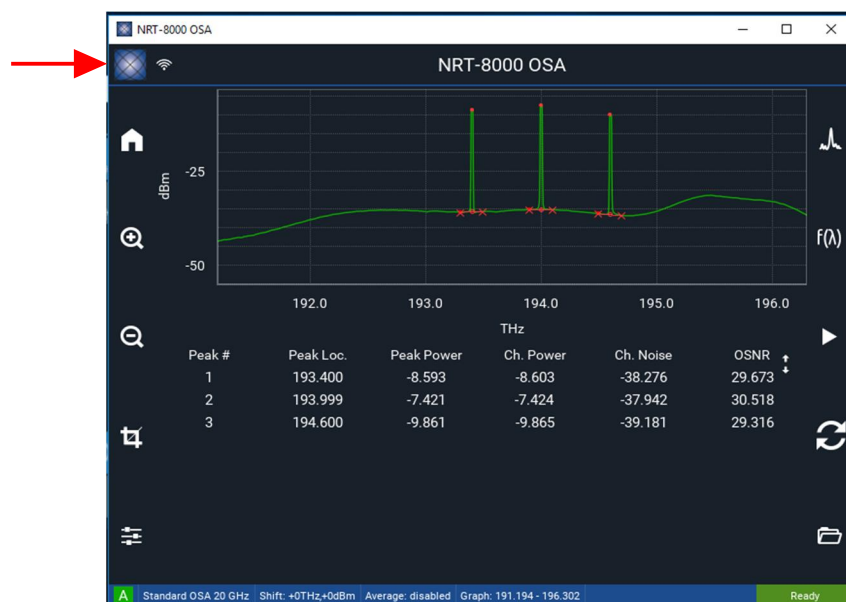 NRT-8000 OSA
NRT-8000 OSA
dBm
-25
-50
f(λ)
192.0 193.0 194.0 195.0 196.0
THz
Peak # Peak Loc. Peak Power Ch. Power Ch. Noise OSNR
1 193.400 -8.593 -8.603 -38.276 29.673
2 193.999 -7.421 -7.424 -37.942 30.518
3 194.600 -9.861 -9.865 -39.181 29.316
A Standard OSA 20 GHz Shift: +0THz,+0dBm Average: disabled Graph: 191.194 - 196.302 Ready